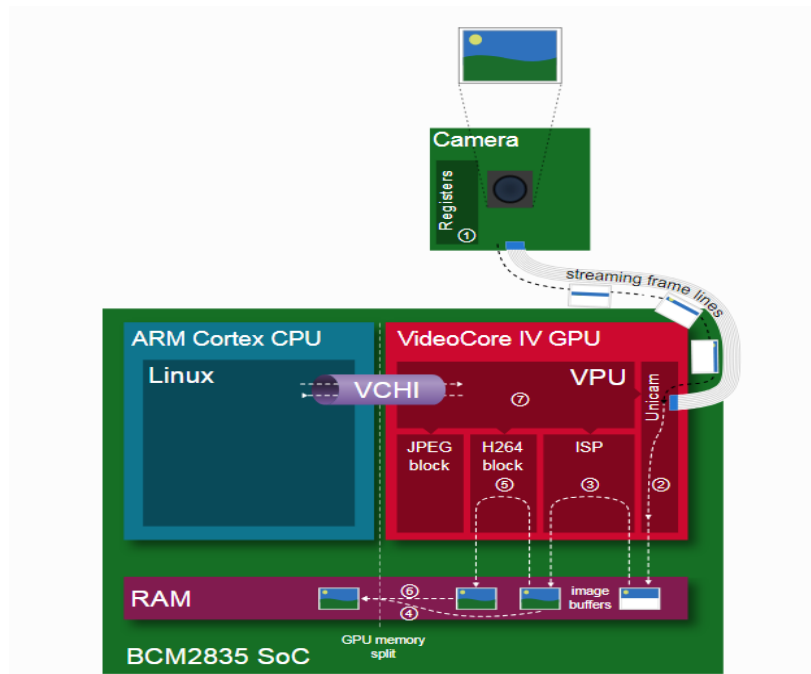 Camera
Registers
①
streaming frame lines
ARM Cortex CPU
VideoCore IV GPU
Linux
VCHI
VPU
⑦
Unicam
JPEG
block
H264
block
ISP
⑤
③
②
RAM
⑥
④
image
buffers
GPU memory
split
BCM2835 SoC